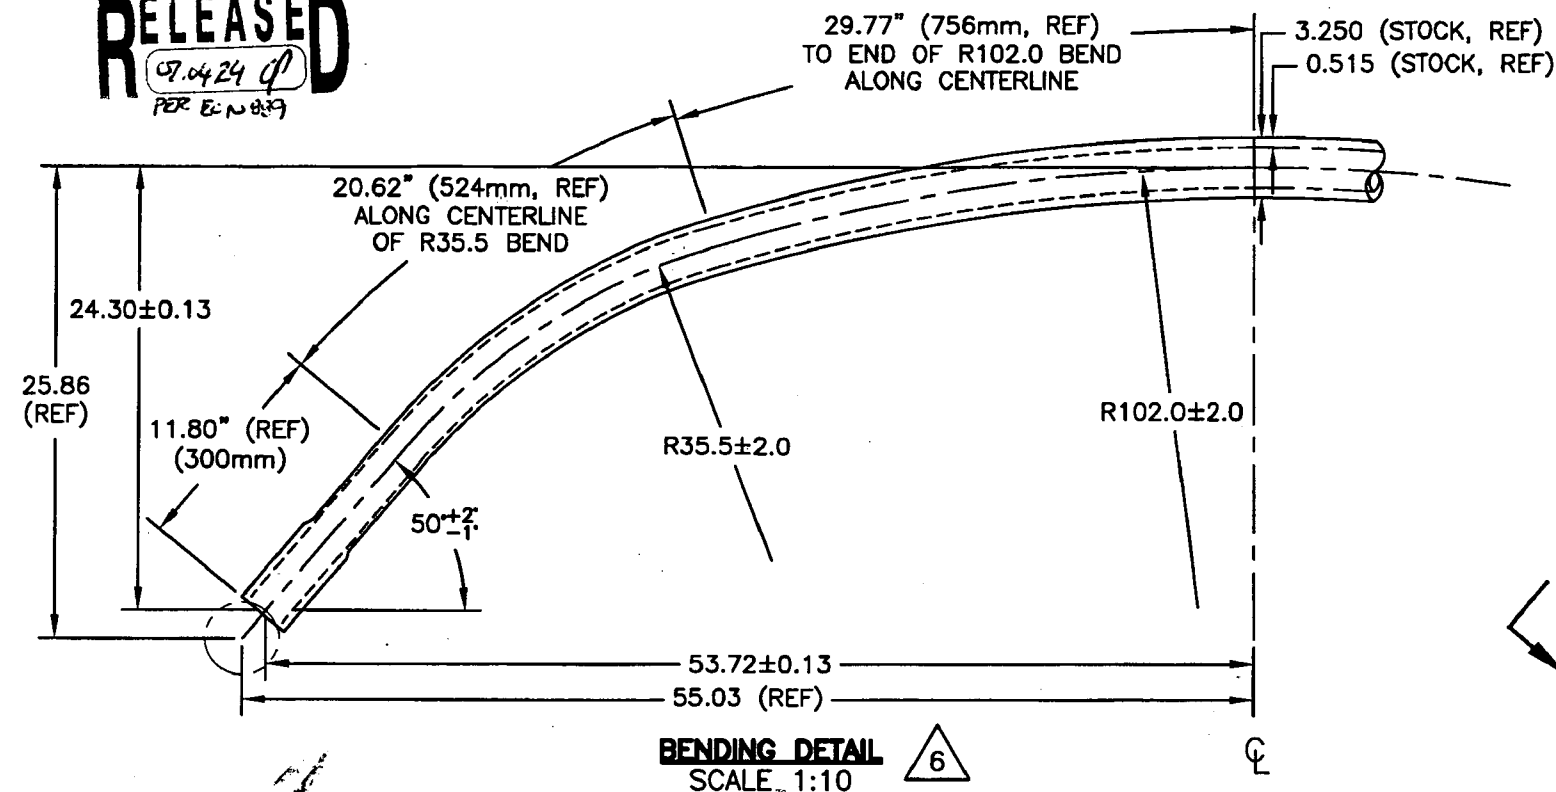 RELEASED
07.04.24
PER
29.77" (756mm, REF)
TO END OF R102.0 BEND
ALONG CENTERLINE
3.250 (STOCK, REF)
0.515 (STOCK, REF)
20.62" (524mm, REF)
ALONG CENTERLINE
OF R35.5 BEND
24.30±0.13
25.86
(REF)
11.80" (REF)
(300mm)
R35.5±2.0
R102.0±2.0
50°+2°
-1°
53.72±0.13
55.03 (REF)
BENDING DETAIL
6
SCALE 1:10
℄